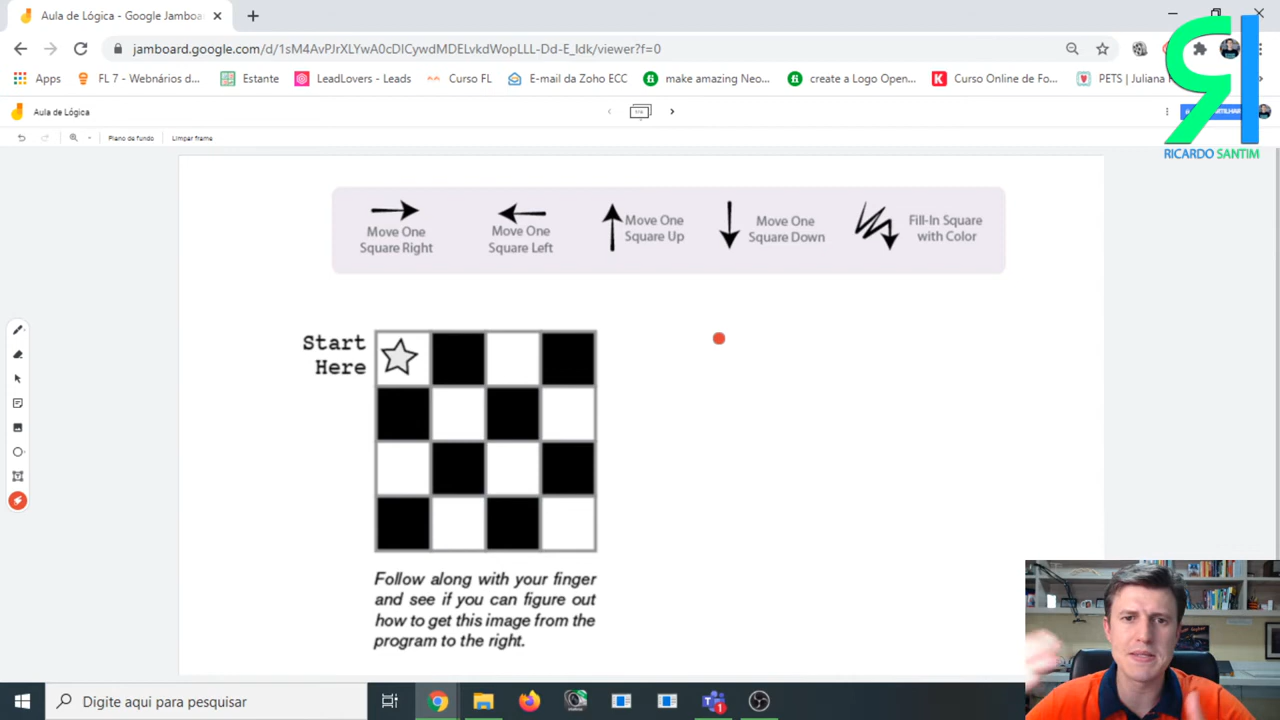 Aula de Lógica - Google Jamboa
jamboard.google.com/d/1sM4AvPJrXLYwA0cDICywdMDELvkdWopLLL-Dd-E_ldk/viewer?f=0
Apps
FL 7 - Webnários d...
Estante
LeadLovers - Leads
Curso FL
E-mail da Zoho ECC
make amazing Neo...
create a Logo Open...
Curso Online de Fo...
PETS | Juliana
Aula de Lógica
Plano de fundo
Limpar frame
RICARDO SANTIM
Move One
Square Right
Move One
Square Left
Move One
Square Up
Move One
Square Down
Fill-In Square
with Color
Start
Here
Follow along with your finger
and see if you can figure out
how to get this image from the
program to the right.
Digite aqui para pesquisar
1